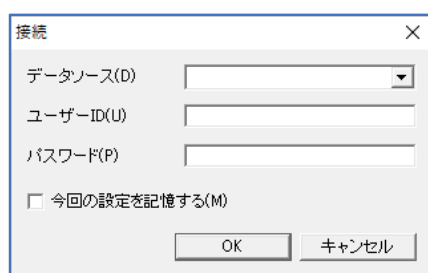 接続
データソース(D)
ユーザーID(U)
パスワード(P)
今回の設定を記憶する(M)
OK キャンセル